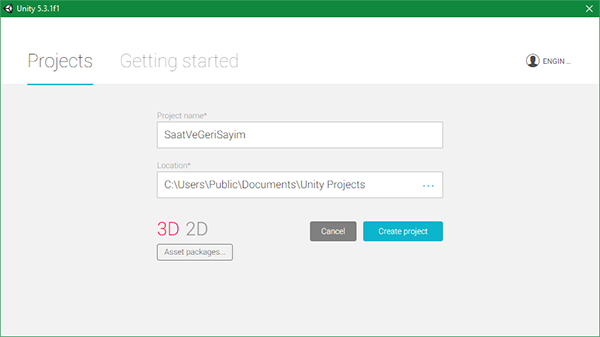 Unity 5.3.1f1
Projects Getting started
ENGIN ...
Project name*
SaatVeGeriSayim
Location*
C:\Users\Public\Documents\Unity Projects ...
3D 2D
Cancel Create project
Asset packages...